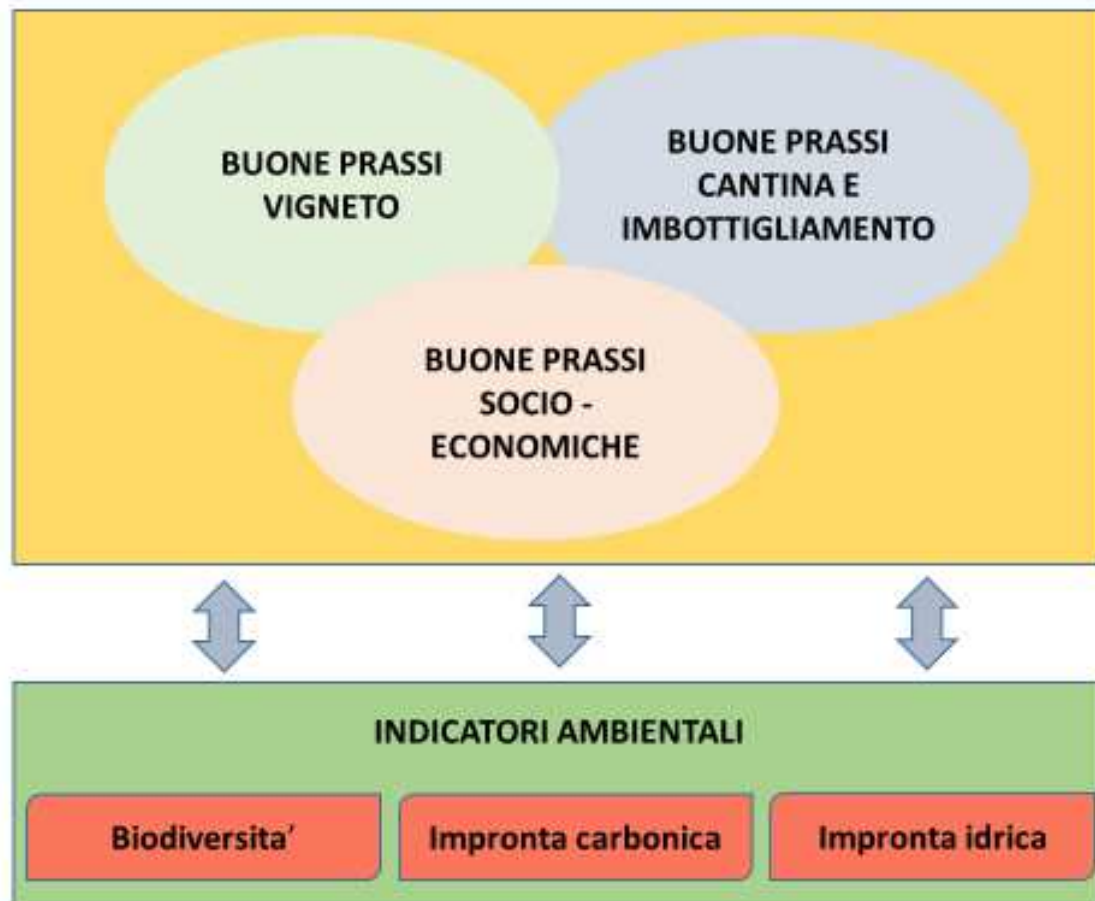 BUONE PRASSI
VIGNETO
BUONE PRASSI
CANTINA E
IMBOTTIGLIAMENTO
BUONE PRASSI
SOCIO -
ECONOMICHE
INDICATORI AMBIENTALI
Biodiversita’
Impronta carbonica
Impronta idrica